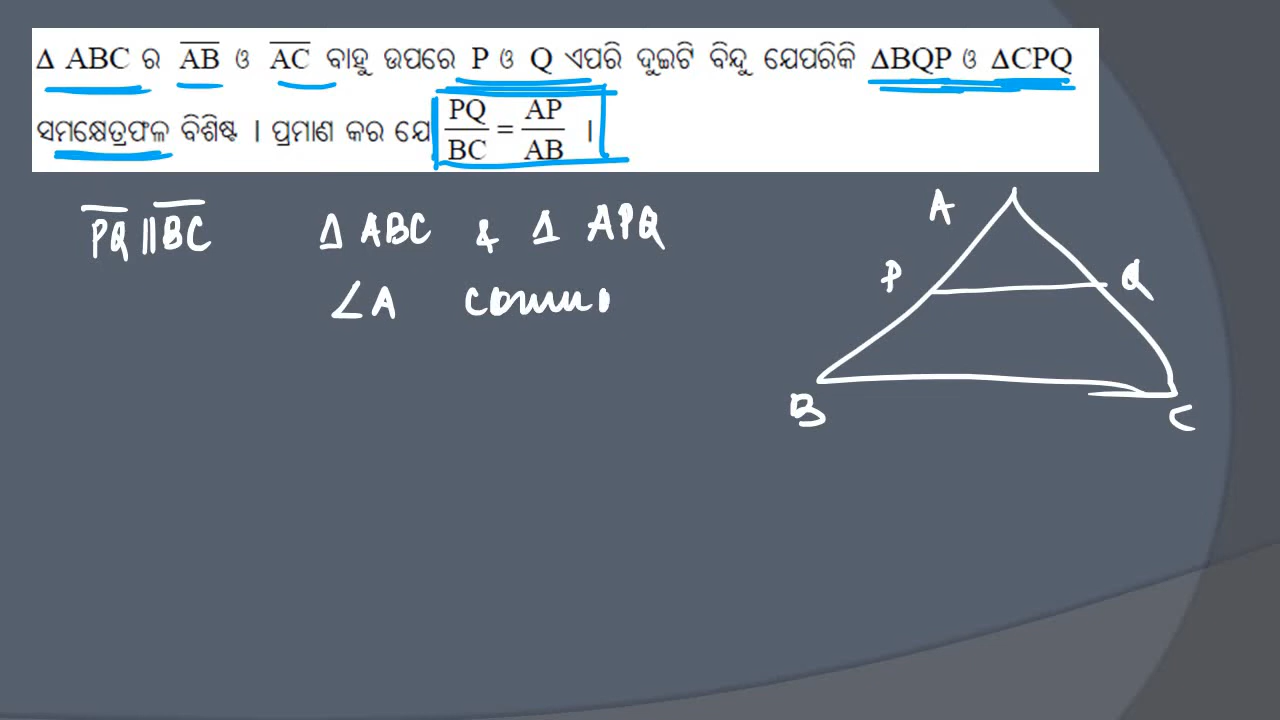 Δ ABC ର AB ଓ AC ବାହୁ ଉପରେ P ଓ Q ଏପରି ଦୁଇଟି ବିନ୍ଦୁ ଯେପରିକି ΔBQP ଓ ΔCPQ
ସମକ୍ଷେତ୍ରଫଳ ବିଶିଷ୍ଟ । ପ୍ରମାଣ କର ଯେ PQ/BC = AP/AB ।
PQ || BC Δ ABC & Δ APQ
∠A commo
A
P Q
B C